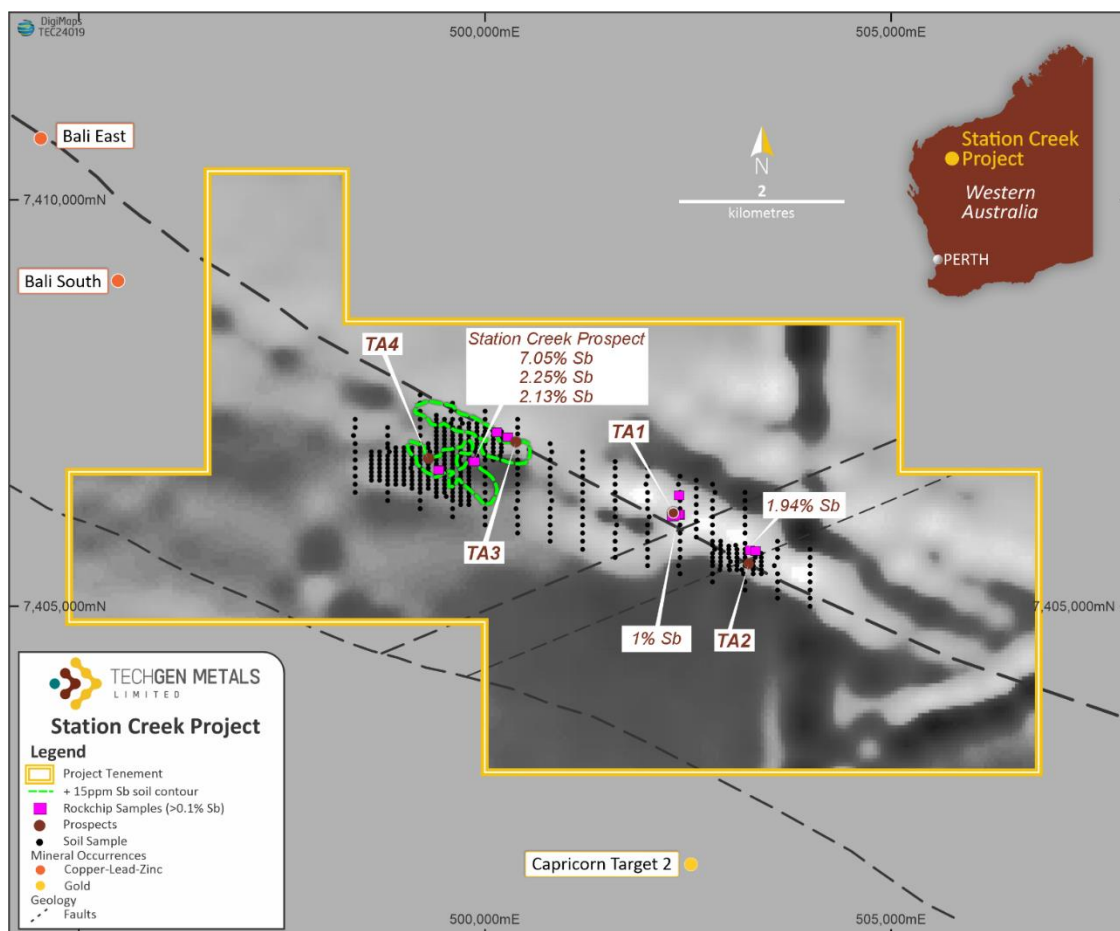 DigiMaps
TEC24019
500,000mE
505,000mE
Bali East
7,410,000mN
N
2
kilometres
Station Creek
Project
Western
Australia
PERTH
Bali South
TA4
Station Creek Prospect
7.05% Sb
2.25% Sb
2.13% Sb
TA1
1.94% Sb
TA3
7,405,000mN
7,405,000mN
1% Sb
TA2
TECHGEN METALS
LIMITED
Station Creek Project
Legend
Project Tenement
+ 15ppm Sb soil contour
Rockchip Samples (>0.1% Sb)
Prospects
Soil Sample
Mineral Occurrences
Copper-Lead-Zinc
Gold
Geology
Faults
Capricorn Target 2
500,000mE
505,000mE